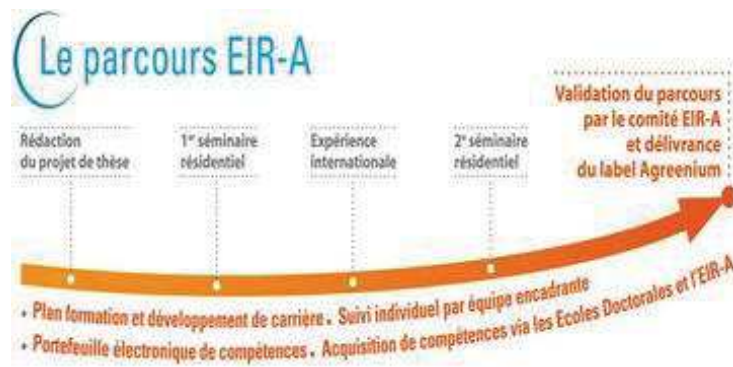 Le parcours EIR-A
Rédaction
du projet de thèse
1er séminaire
résidentiel
Expérience
internationale
2e séminaire
résidentiel
Validation du parcours
par le comité EIR-A
et délivrance
du label Agreenium
• Plan formation et développement de carrière. Suivi individuel par équipe encadrante
• Portefeuille électronique de compétences. Acquisition de compétences via les Ecoles Doctorales et l'EIR-A